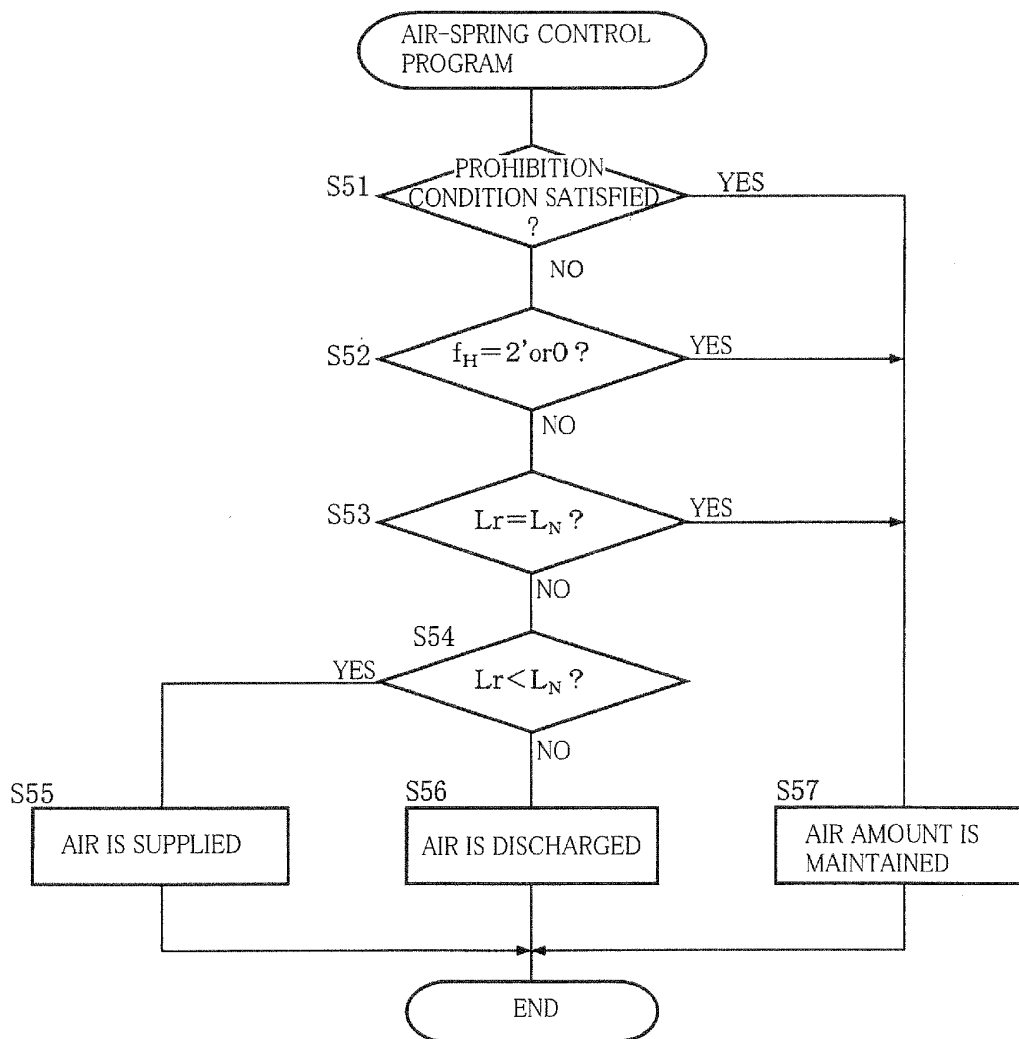 AIR-SPRING CONTROL
PROGRAM
S51
PROHIBITION
CONDITION SATISFIED
?
YES
NO
S52
f_H=2'or0 ?
YES
NO
S53
Lr=L_N ?
YES
NO
S54
YES
Lr<L_N ?
NO
S55
AIR IS SUPPLIED
S56
AIR IS DISCHARGED
S57
AIR AMOUNT IS
MAINTAINED
END